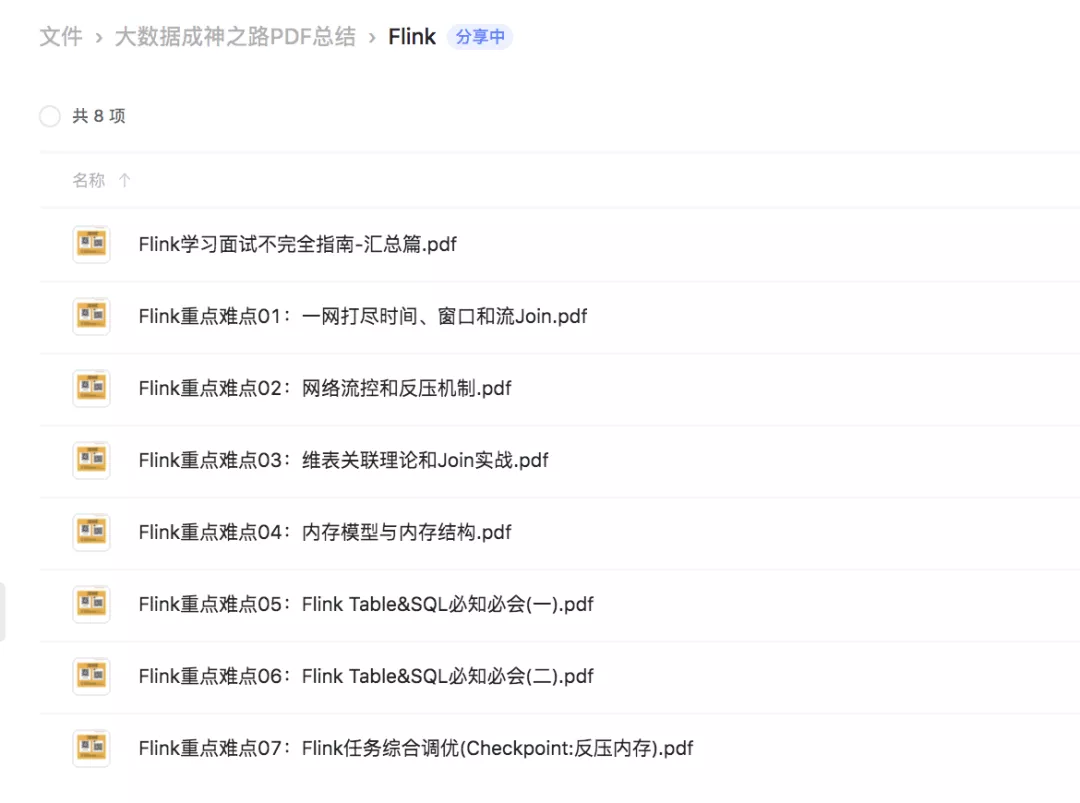 文件 › 大数据成神之路PDF总结 › Flink 分享中
共 8 项
名称 ↑
Flink学习面试不完全指南-汇总篇.pdf
Flink重点难点01：一网打尽时间、窗口和流Join.pdf
Flink重点难点02：网络流控和反压机制.pdf
Flink重点难点03：维表关联理论和Join实战.pdf
Flink重点难点04：内存模型与内存结构.pdf
Flink重点难点05：Flink Table&SQL必知必会(一).pdf
Flink重点难点06：Flink Table&SQL必知必会(二).pdf
Flink重点难点07：Flink任务综合调优(Checkpoint:反压内存).pdf